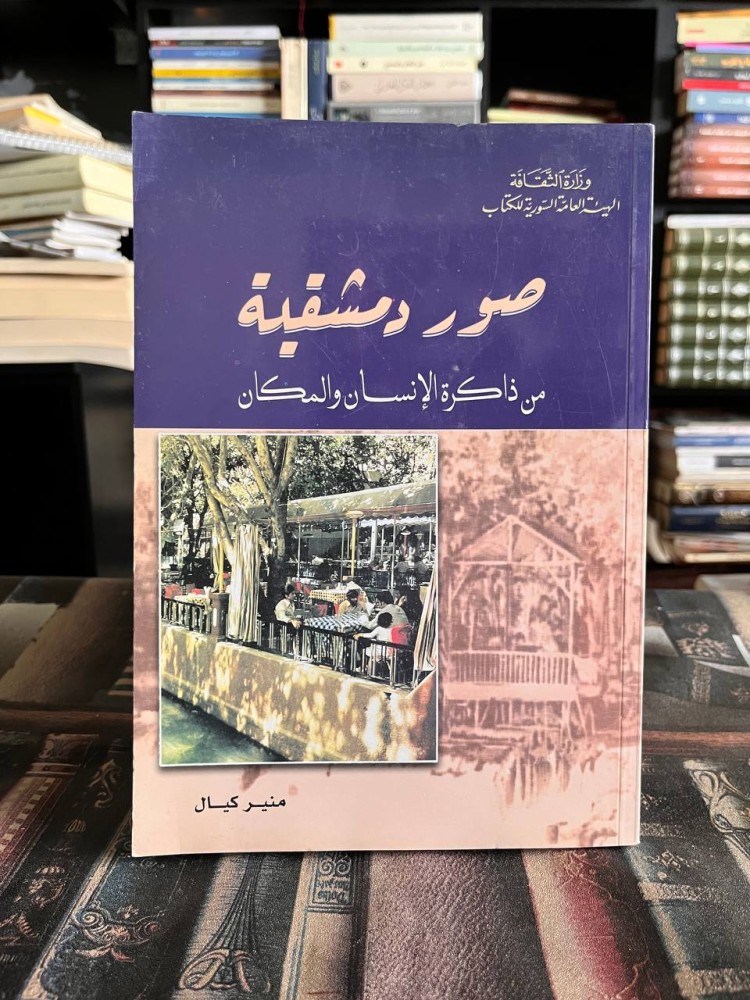 وزارة الثقافة
الهيئة العامة السورية للكتاب
صور دمشقية
من ذاكرة الإنسان والمكان
منير كيال